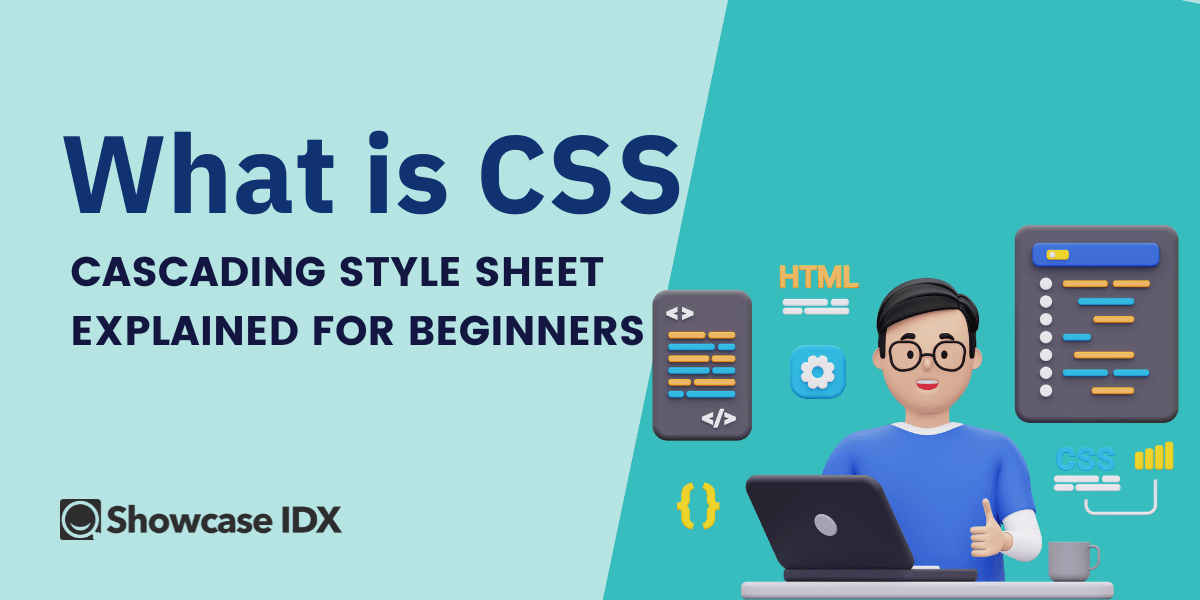 What is CSS
CASCADING STYLE SHEET
EXPLAINED FOR BEGINNERS
Showcase IDX
< >
HTML
</>
{ }
CSS